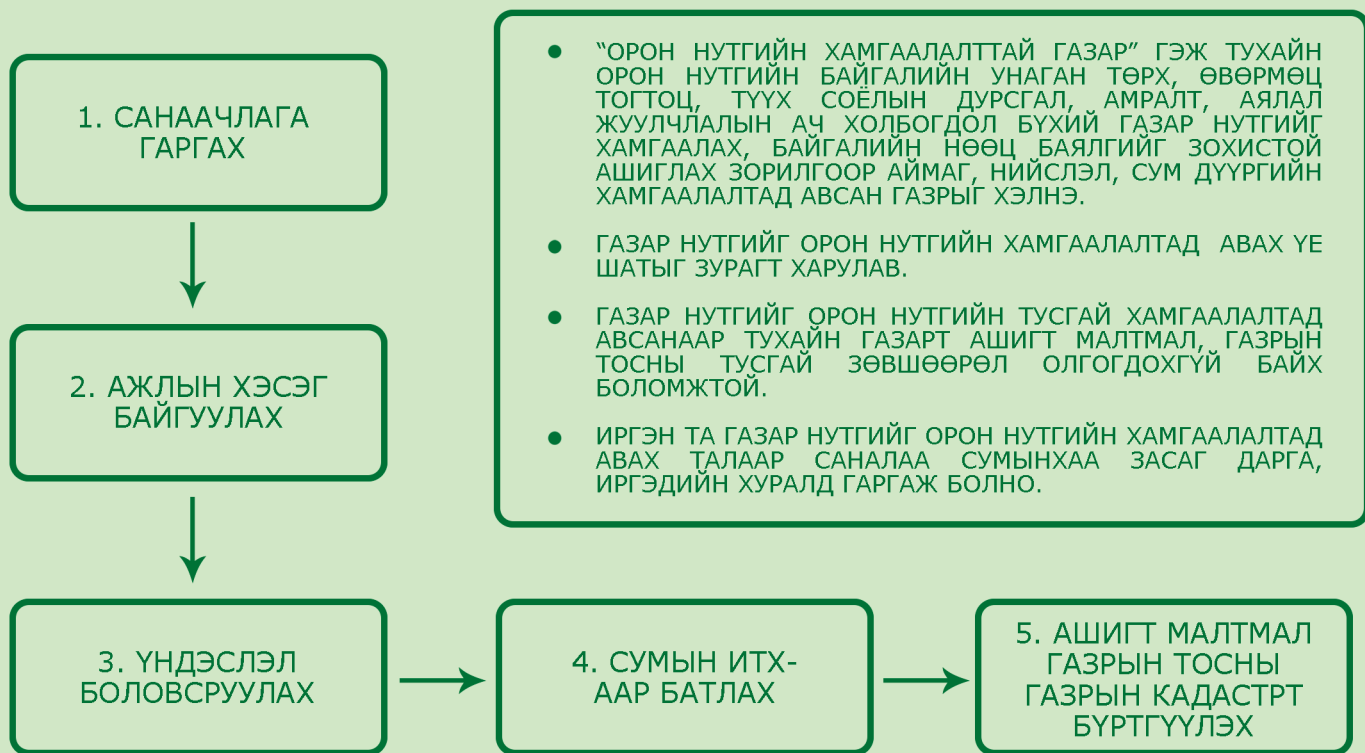 1. САНААЧЛАГА
ГАРГАХ
2. АЖЛЫН ХЭСЭГ
БАЙГУУЛАХ
3. ҮНДЭСЛЭЛ
БОЛОВСРУУЛАХ
4. СУМЫН ИТХ-
ААР БАТЛАХ
5. АШИГТ МАЛТМАЛ
ГАЗРЫН ТОСНЫ
ГАЗРЫН КАДАСТРТ
БҮРТГҮҮЛЭХ
• “ОРОН НУТГИЙН ХАМГААЛАЛТТАЙ ГАЗАР” ГЭЖ ТУХАЙН
ОРОН НУТГИЙН БАЙГАЛИЙН УНАГАН ТӨРХ, ӨВӨРМӨЦ
ТОГТОЦ, ТҮҮХ СОЁЛЫН ДУРСГАЛ, АМРАЛТ, АЯЛАЛ
ЖУУЛЧЛАЛЫН АЧ ХОЛБОГДОЛ БҮХИЙ ГАЗАР НУТГИЙГ
ХАМГААЛАХ, БАЙГАЛИЙН НӨӨЦ БАЯЛГИЙГ ЗОХИСТОЙ
АШИГЛАХ ЗОРИЛГООР АЙМАГ, НИЙСЛЭЛ, СУМ ДҮҮРГИЙН
ХАМГААЛАЛТАД АВСАН ГАЗРЫГ ХЭЛНЭ.
• ГАЗАР НУТГИЙГ ОРОН НУТГИЙН ХАМГААЛАЛТАД АВАХ ҮЕ
ШАТЫГ ЗУРАГТ ХАРУЛАВ.
• ГАЗАР НУТГИЙГ ОРОН НУТГИЙН ТУСГАЙ ХАМГААЛАЛТАД
АВСАНААР ТУХАЙН ГАЗАРТ АШИГТ МАЛТМАЛ, ГАЗРЫН
ТОСНЫ ТУСГАЙ ЗӨВШӨӨРӨЛ ОЛГОГДОХГҮЙ БАЙХ
БОЛОМЖТОЙ.
• ИРГЭН ТА ГАЗАР НУТГИЙГ ОРОН НУТГИЙН ХАМГААЛАЛТАД
АВАХ ТАЛААР САНАЛАА СУМЫНХАА ЗАСАГ ДАРГА,
ИРГЭДИЙН ХУРАЛД ГАРГАЖ БОЛНО.